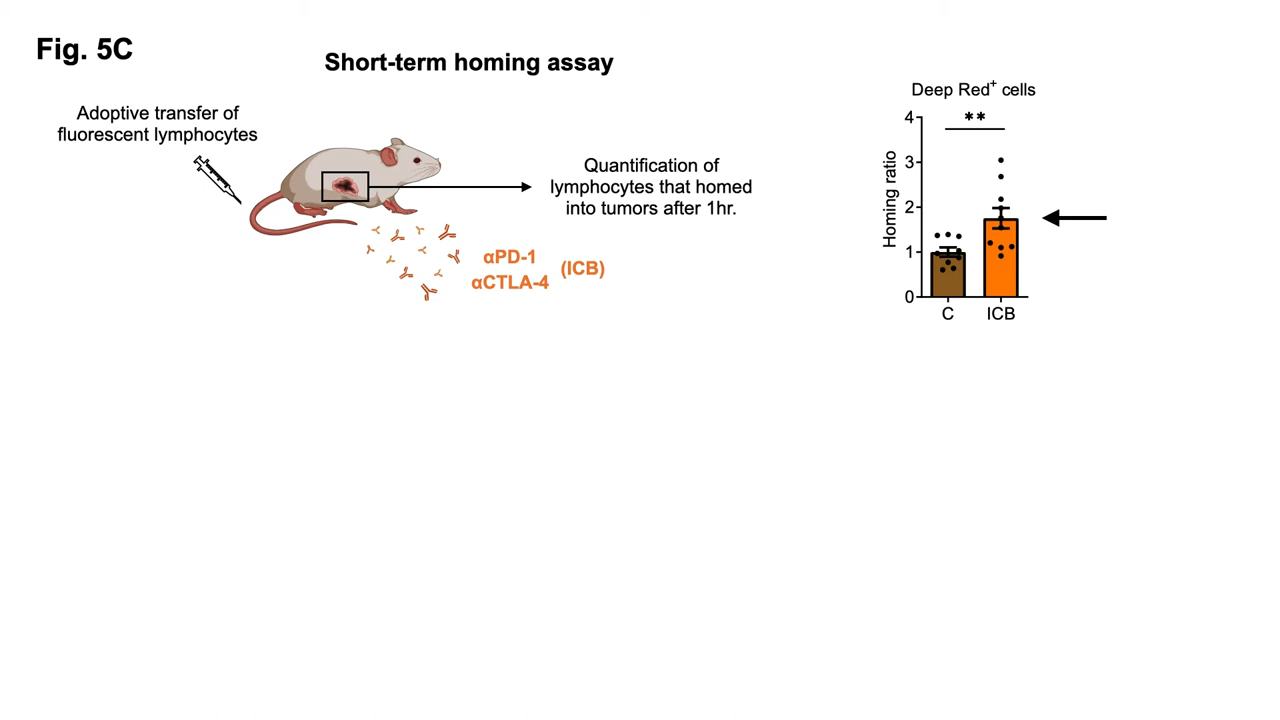 Fig. 5C
Short-term homing assay
Adoptive transfer of
fluorescent lymphocytes
Quantification of
lymphocytes that homed
into tumors after 1hr.
αPD-1
αCTLA-4
(ICB)
Deep Red⁺ cells
**
Homing ratio
4
3
2
1
0
C
ICB